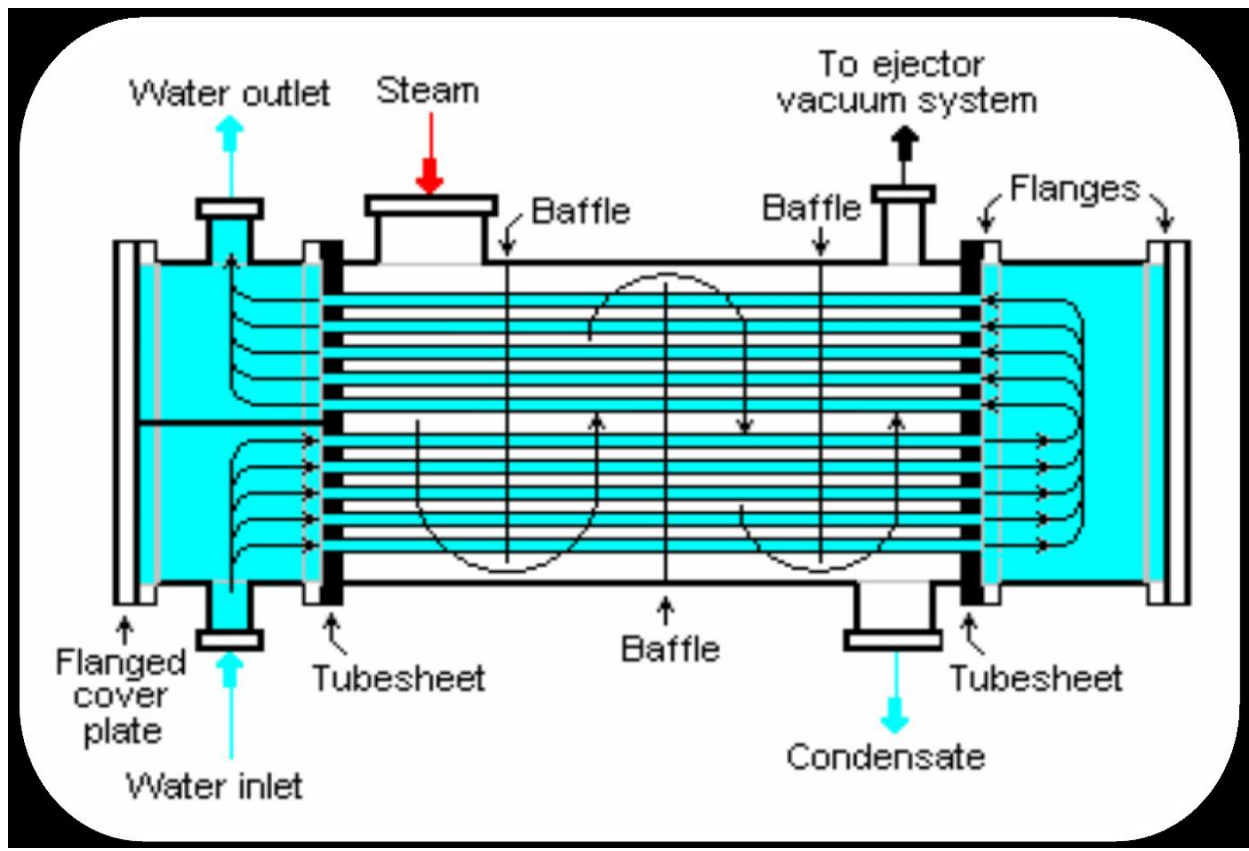 To ejector
vacuum system
Water outlet
Steam
Baffle
Baffle
Flanges
Flanged
cover
plate
Tubesheet
Baffle
Tubesheet
Water inlet
Condensate